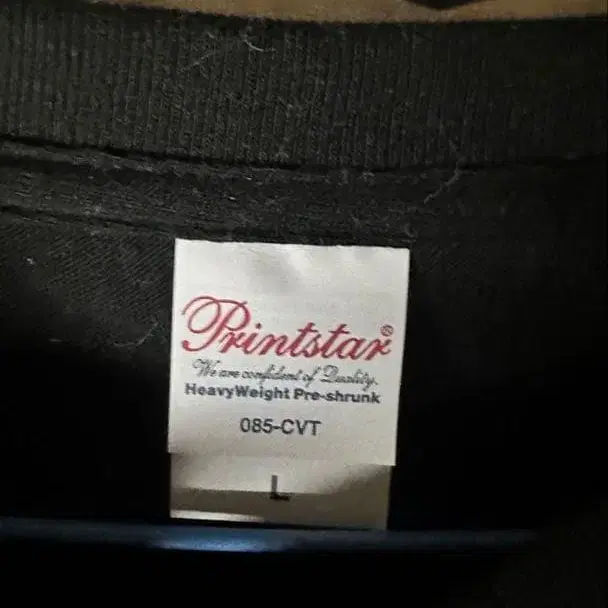 Printstar®
We are confident of Quality.
HeavyWeight Pre-shrunk
085-CVT
L